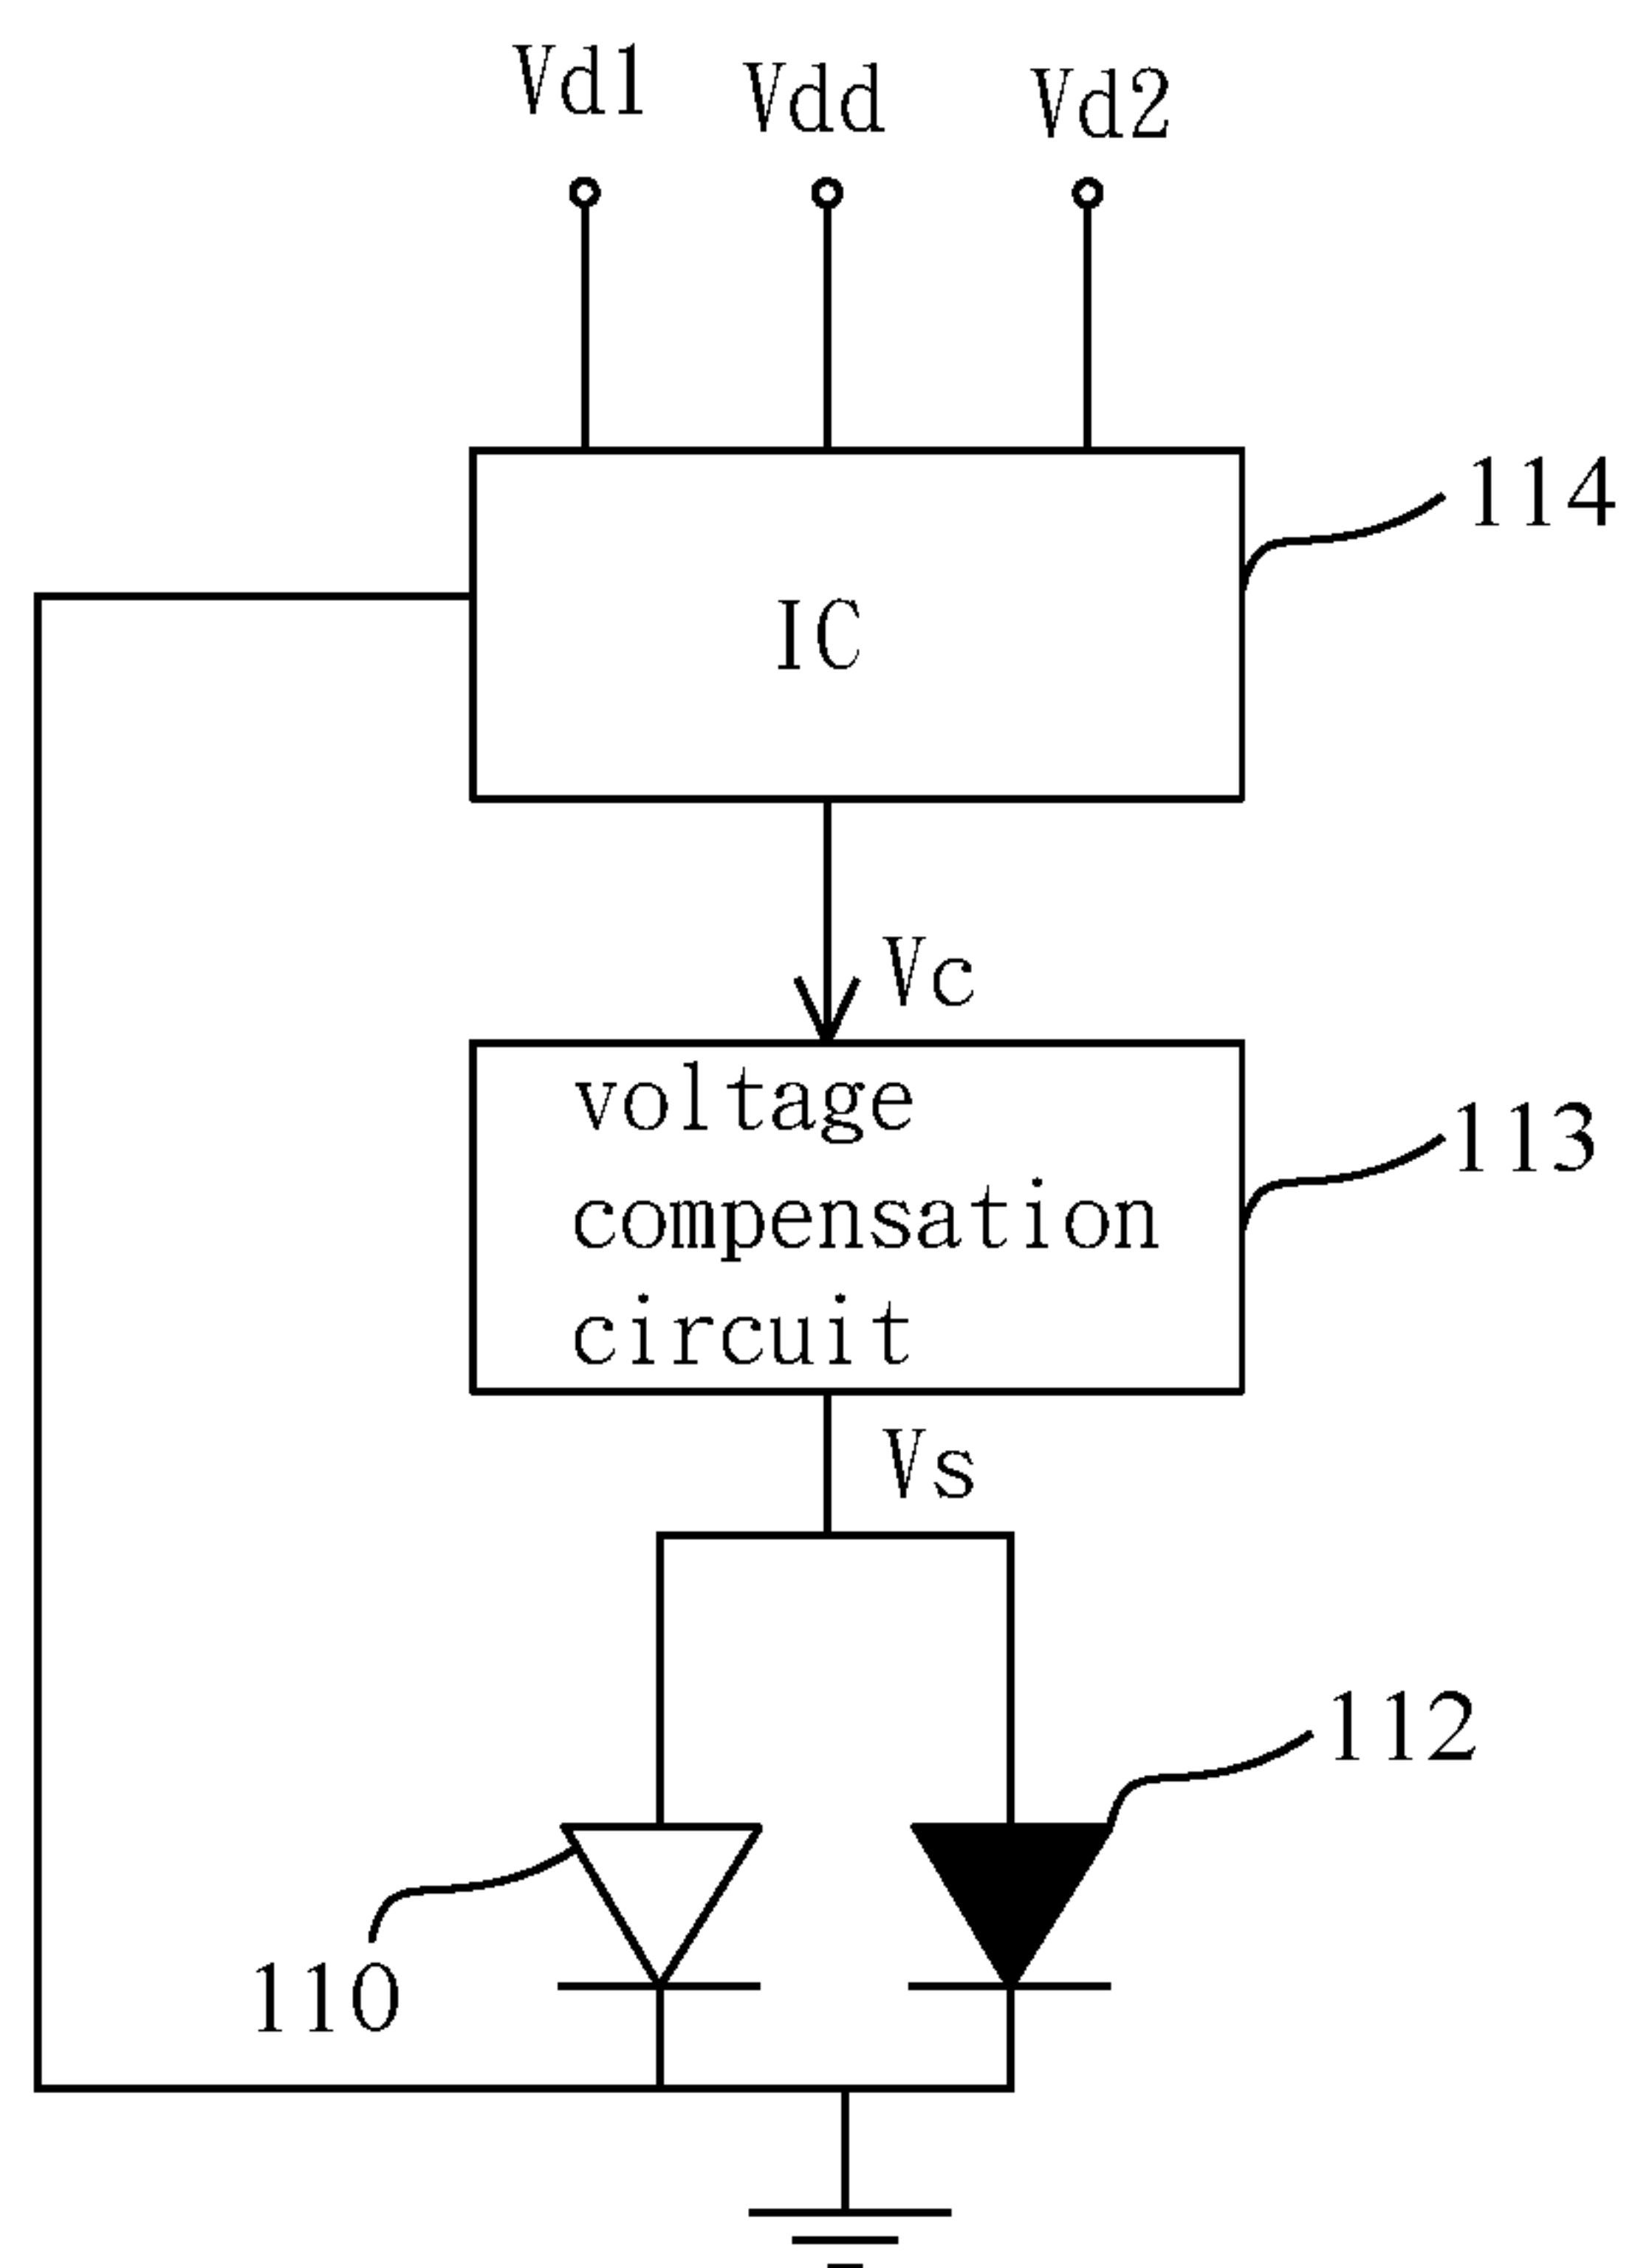 Vd1 Vdd Vd2
114
IC
Vc
voltage
compensation
circuit
113
Vs
112
110